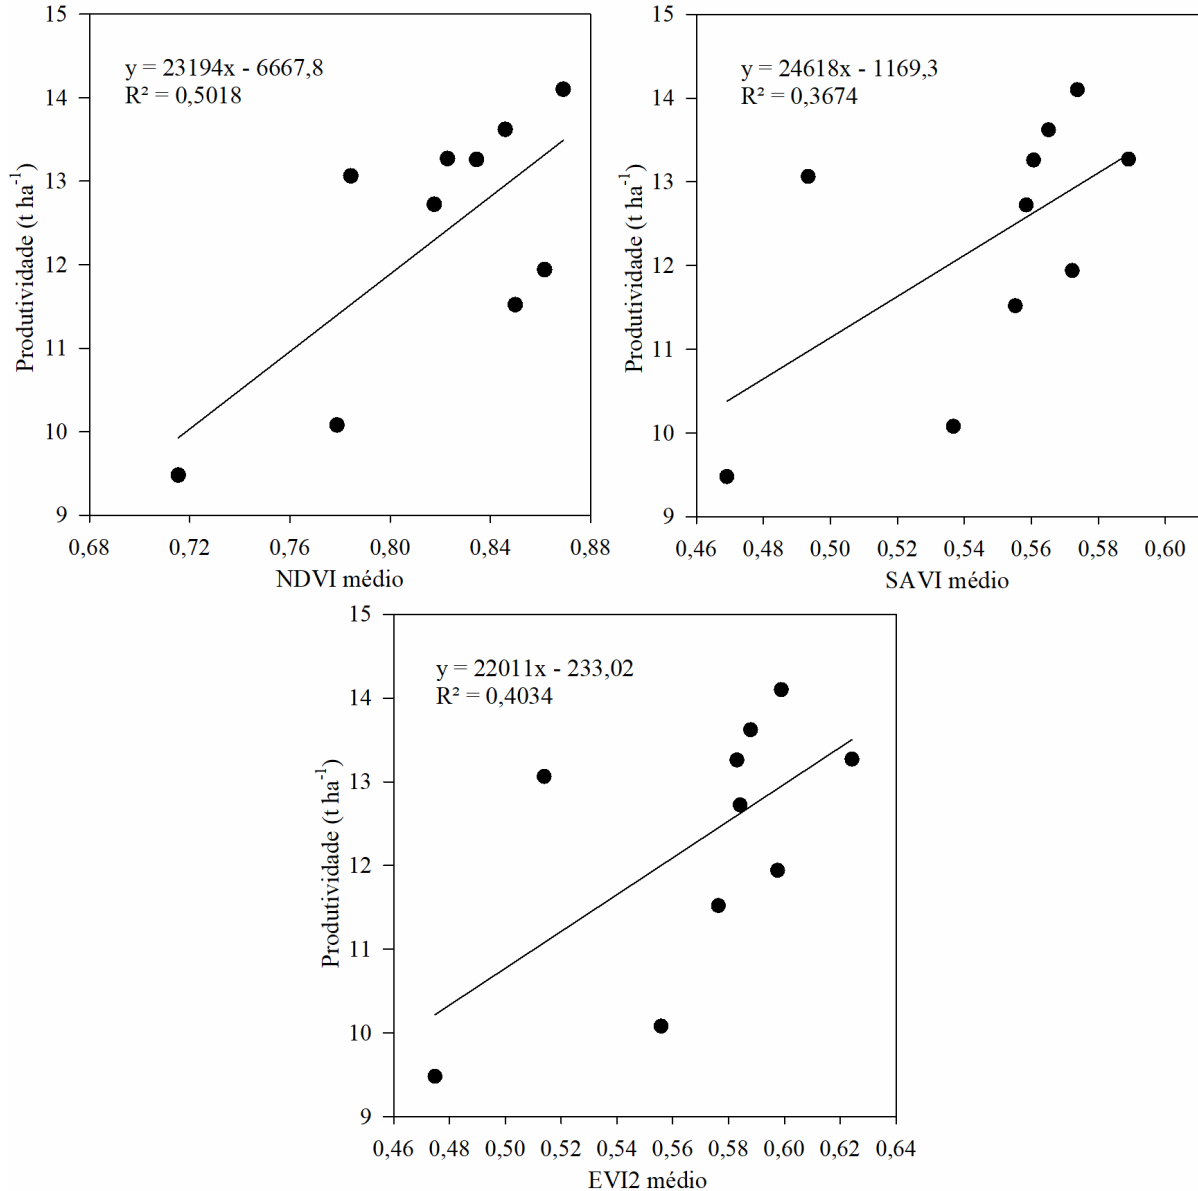 15
14
13
12
11
10
9
Produtividade (t ha⁻¹)
y = 23194x - 6667,8
R² = 0,5018
0,68 0,72 0,76 0,80 0,84 0,88
NDVI médio
15
14
13
12
11
10
9
Produtividade (t ha⁻¹)
y = 24618x - 1169,3
R² = 0,3674
0,46 0,48 0,50 0,52 0,54 0,56 0,58 0,60
SAVI médio
15
14
13
12
11
10
9
Produtividade (t ha⁻¹)
y = 22011x - 233,02
R² = 0,4034
0,46 0,48 0,50 0,52 0,54 0,56 0,58 0,60 0,62 0,64
EVI2 médio